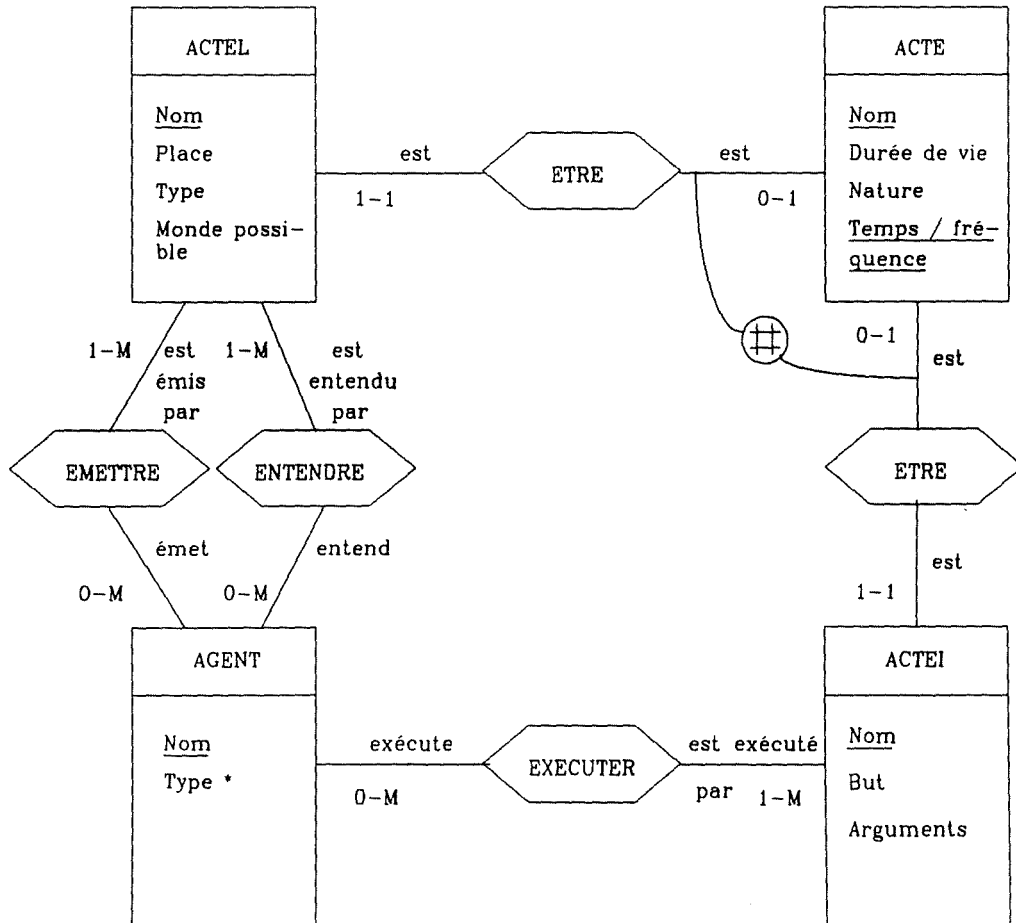 ACTEL
Nom
Place
Type
Monde possi-
ble
est
1-1
ETRE
est
0-1
ACTE
Nom
Durée de vie
Nature
Temps / fré-
quence
1-M
est
émis
par
1-M
est
entendu
par
0-1
est
EMETTRE
ENTENDRE
ETRE
émet
0-M
entend
0-M
est
1-1
AGENT
Nom
Type *
exécute
0-M
EXECUTER
est exécuté
par 1-M
ACTEI
Nom
But
Arguments